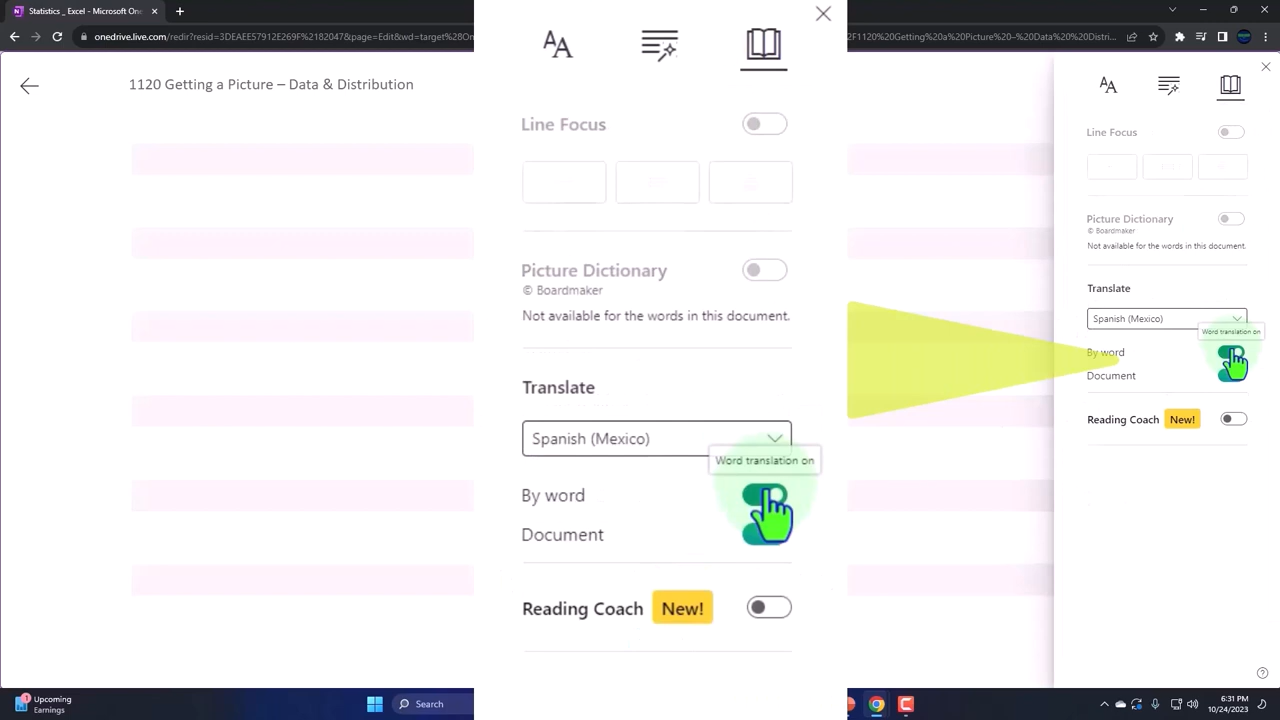 Statistics_ Excel - Microsoft One
onedrive.live.com/redir?resid=3DEAEE57912E269F%218429&page=edit&wd=target%28On
1120 Getting a Picture – Data & Distribution
Line Focus
Picture Dictionary
© Boardmaker
Not available for the words in this document.
Translate
Spanish (Mexico)
Word translation on
By word
Document
Reading Coach New!
Line Focus
Picture Dictionary
© Boardmaker
Not available for the words in this document.
Translate
Spanish (Mexico)
Word translation on
By word
Document
Reading Coach New!
Upcoming
Earnings
Search
6:31 PM
10/24/2023